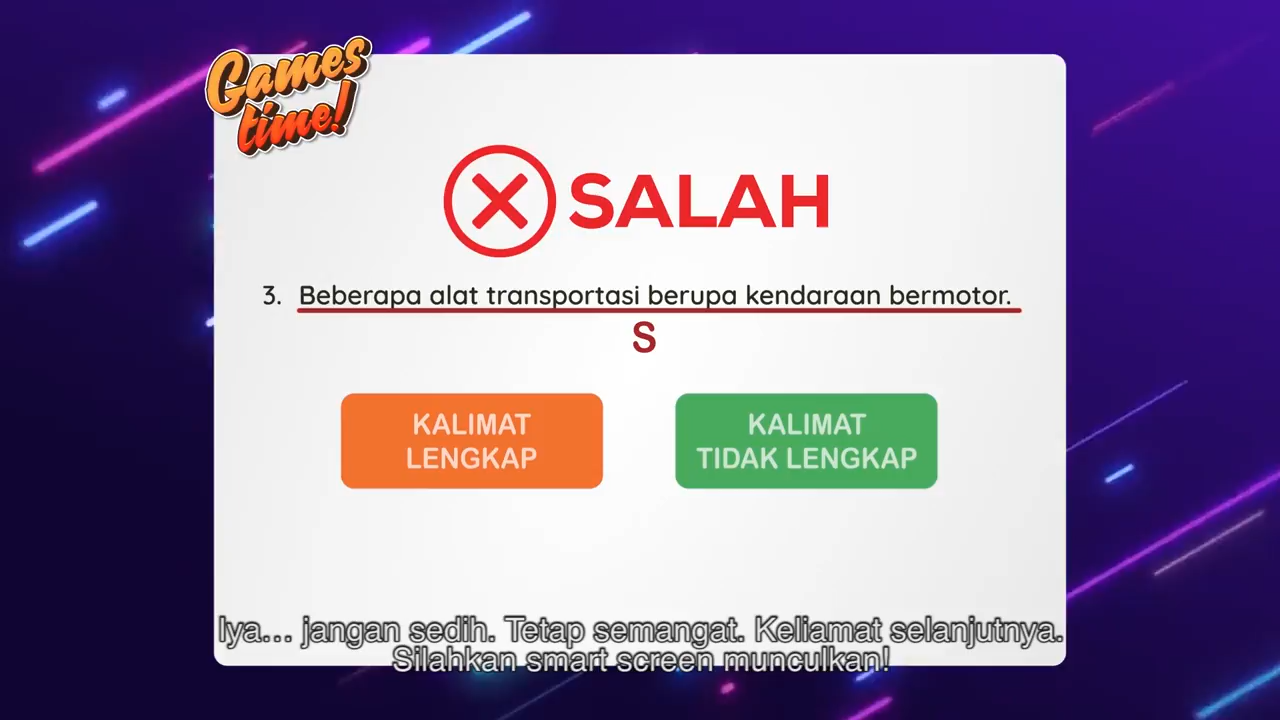 Games
time!
SALAH
3. Beberapa alat transportasi berupa kendaraan bermotor.
S
KALIMAT
LENGKAP
KALIMAT
TIDAK LENGKAP
Iya... jangan sedih. Tetap semangat. Keliamat selanjutnya.
Silahkan smart screen munculkan!